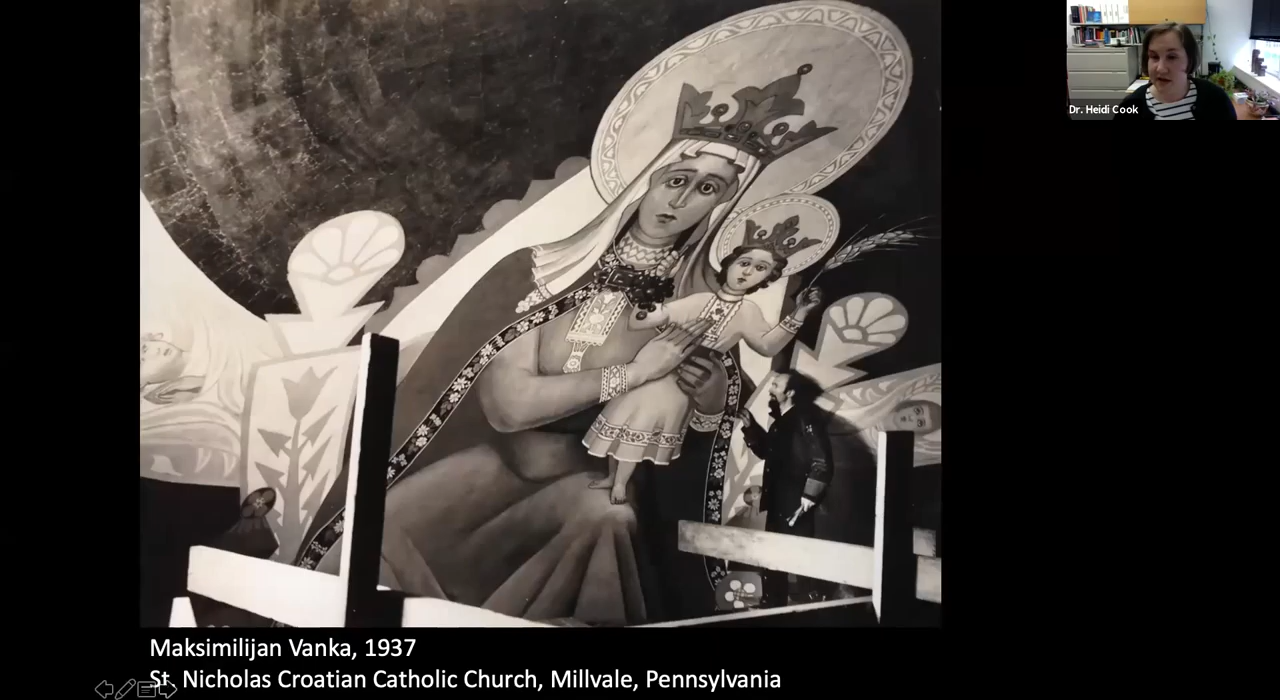 Dr. Heidi Cook
Maksimilijan Vanka, 1937
St. Nicholas Croatian Catholic Church, Millvale, Pennsylvania